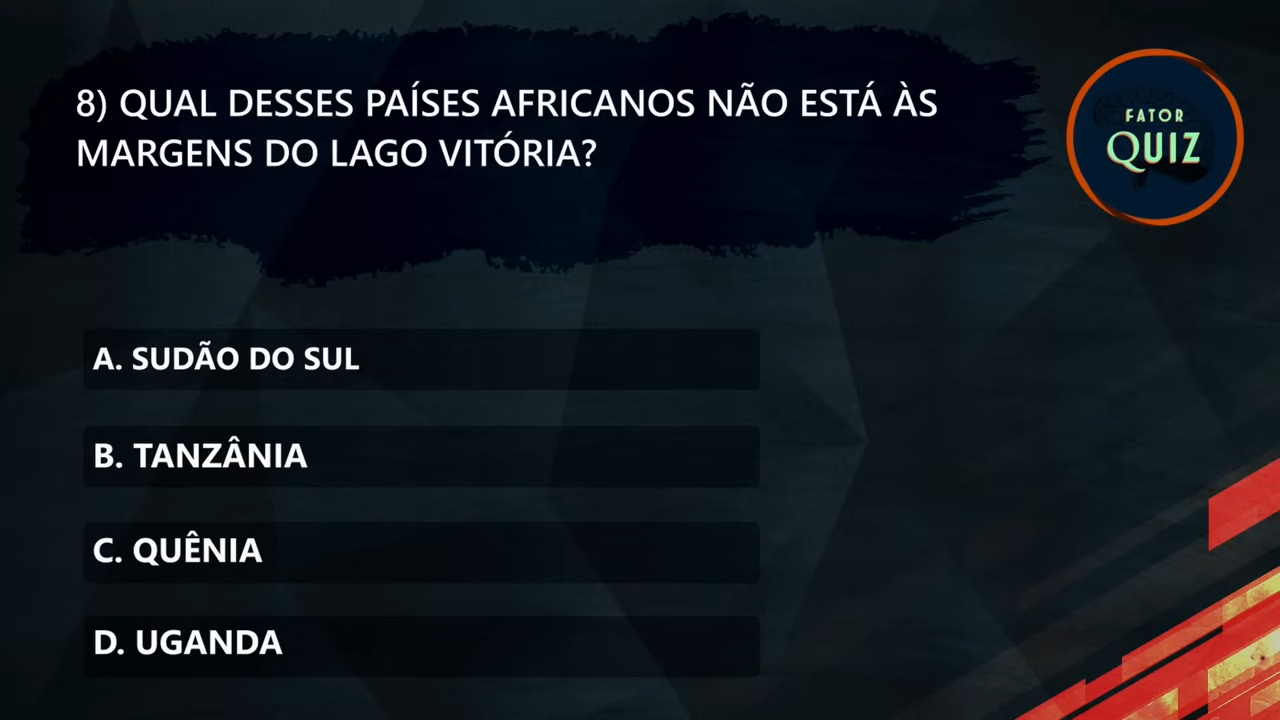 8) QUAL DESSES PAÍSES AFRICANOS NÃO ESTÁ ÀS
MARGENS DO LAGO VITÓRIA?
FATOR
QUIZ
A. SUDÃO DO SUL
B. TANZÂNIA
C. QUÊNIA
D. UGANDA